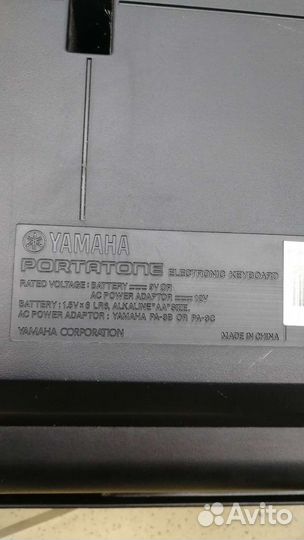 YAMAHA
PORTATONE ELECTRONIC KEYBOARD
RATED VOLTAGE : BATTERY 9V OR
AC POWER ADAPTOR 10V
BATTERY : 1.5V×6 LR6, ALKALINE "AA" SIZE,
AC POWER ADAPTOR : YAMAHA PA-3B OR PA-3C
YAMAHA CORPORATION MADE IN CHINA
Avito